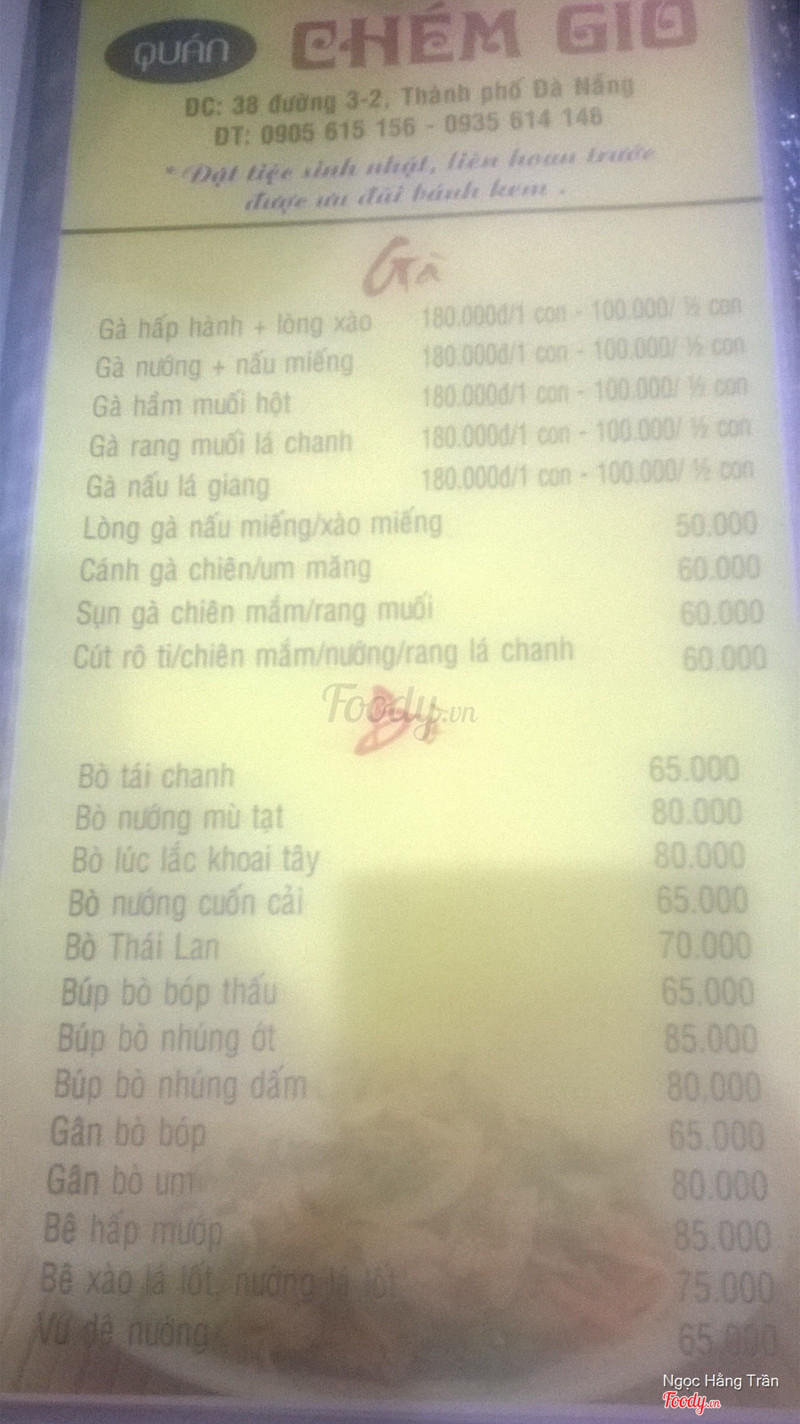 QUÁN CHÉM GIÓ
ĐC: 38 đường 3-2, Thành phố Đà Nẵng
ĐT: 0905 615 156 - 0935 614 146
*Đặt tiệc sinh nhật, liên hoan trước
được ưu đãi bánh kem .
Gà
Gà hấp hành + lòng xào 180.000đ/1 con - 100.000/ ½ con
Gà nướng + nấu miếng 180.000đ/1 con - 100.000/ ½ con
Gà hầm muối hột 180.000đ/1 con - 100.000/ ½ con
Gà rang muối lá chanh 180.000đ/1 con - 100.000/ ½ con
Gà nấu lá giang 180.000đ/1 con - 100.000/ ½ con
Lòng gà nấu miếng/xào miếng 50.000
Cánh gà chiên/um măng 60.000
Sụn gà chiên mắm/rang muối 60.000
Cút rô ti/chiên mắm/nướng/rang lá chanh 60.000
Foody.vn
Bò
Bò tái chanh 65.000
Bò nướng mù tạt 80.000
Bò lúc lắc khoai tây 80.000
Bò nướng cuốn cải 65.000
Bò Thái Lan 70.000
Búp bò bóp thấu 65.000
Búp bò nhúng ớt 85.000
Búp bò nhúng dấm 80.000
Gân bò bóp 65.000
Gân bò um 80.000
Bê hấp mướp 85.000
Bê xào lá lốt, nướng lá lốt 75.000
Vú dê nướng 65.000
Ngọc Hằng Trần
Foody.vn